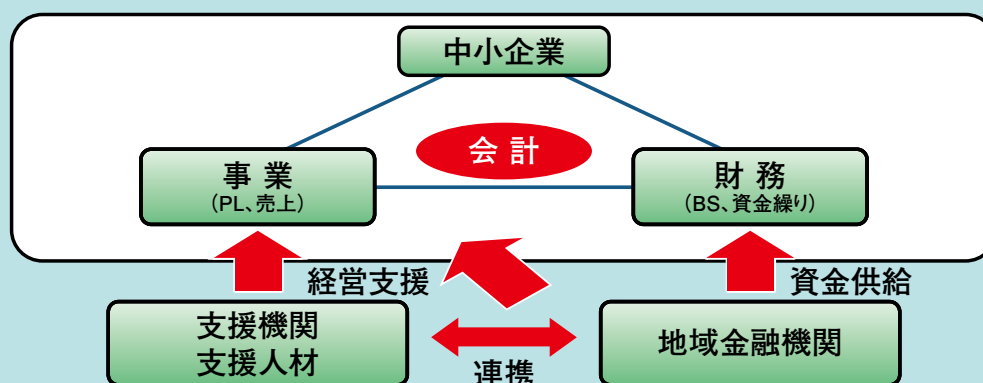 中小企業
会 計
事 業
(PL、売上)
財 務
(BS、資金繰り)
経営支援
資金供給
支援機関
支援人材
地域金融機関
連携